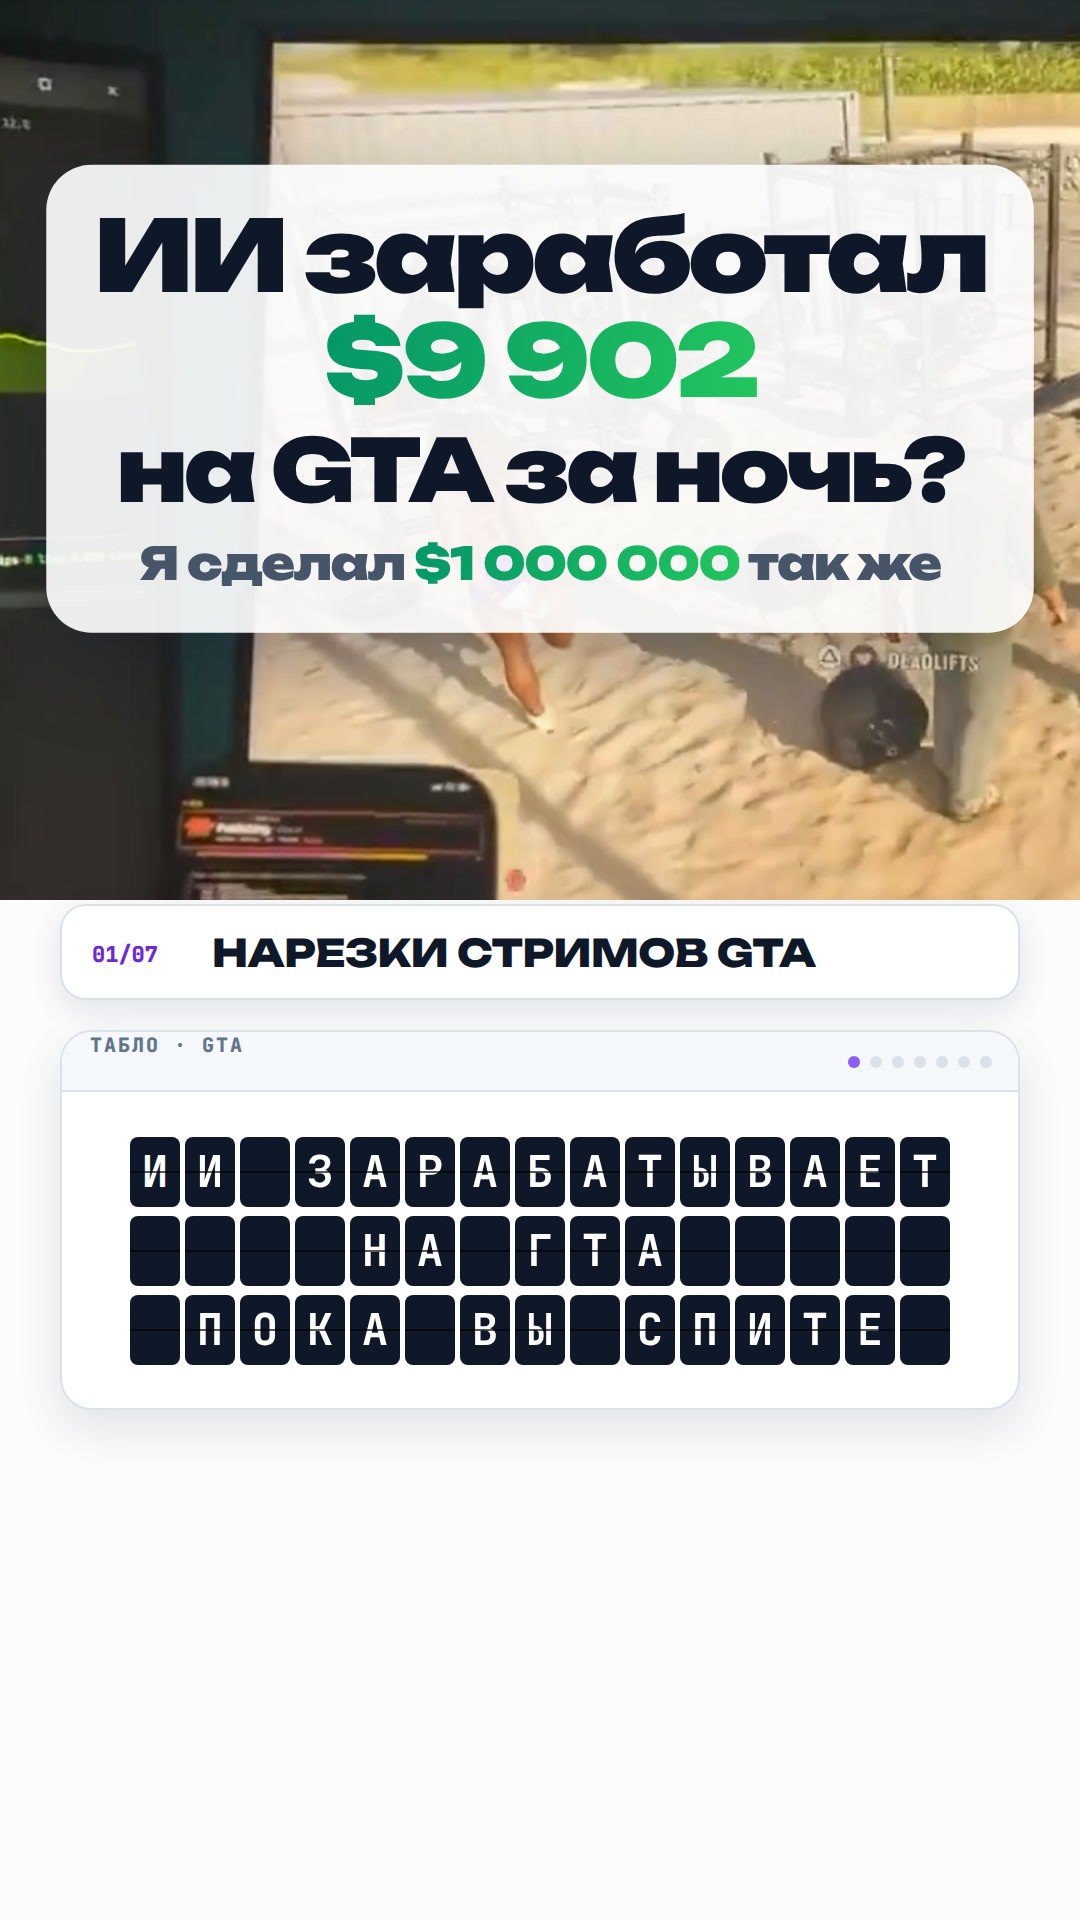 12.%
ИИ заработал
$9 902
на GTA за ночь?
Я сделал $1 000 000 так же
DEADLIFTS
01/07
НАРЕЗКИ СТРИМОВ GTA
ТАБЛО · GTA
ИИ ЗАРАБАТЫВАЕТ
НА ГТА
ПОКА ВЫ СПИТЕ